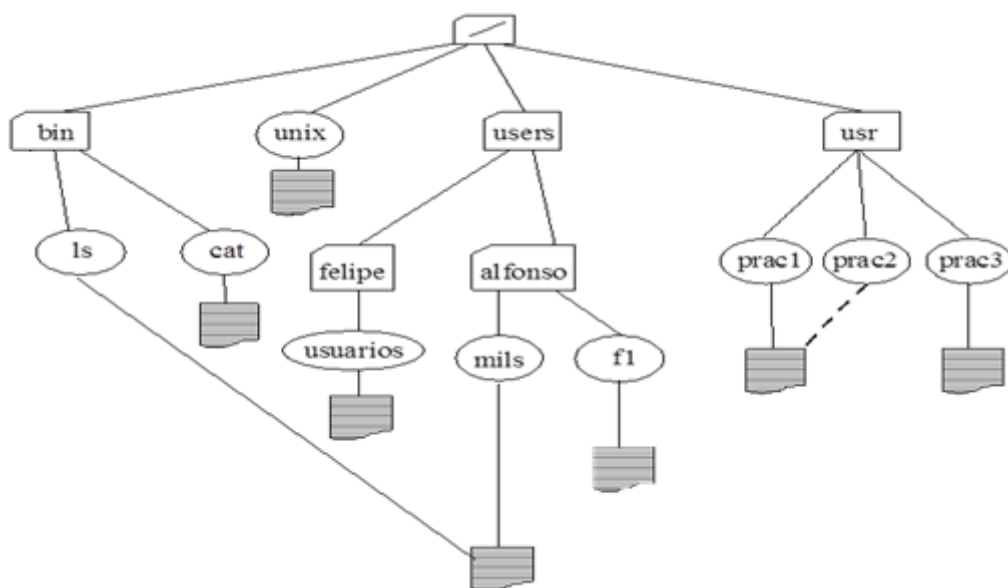 /
bin
unix
users
usr
ls
cat
felipe
alfonso
prac1
prac2
prac3
usuarios
mils
f1